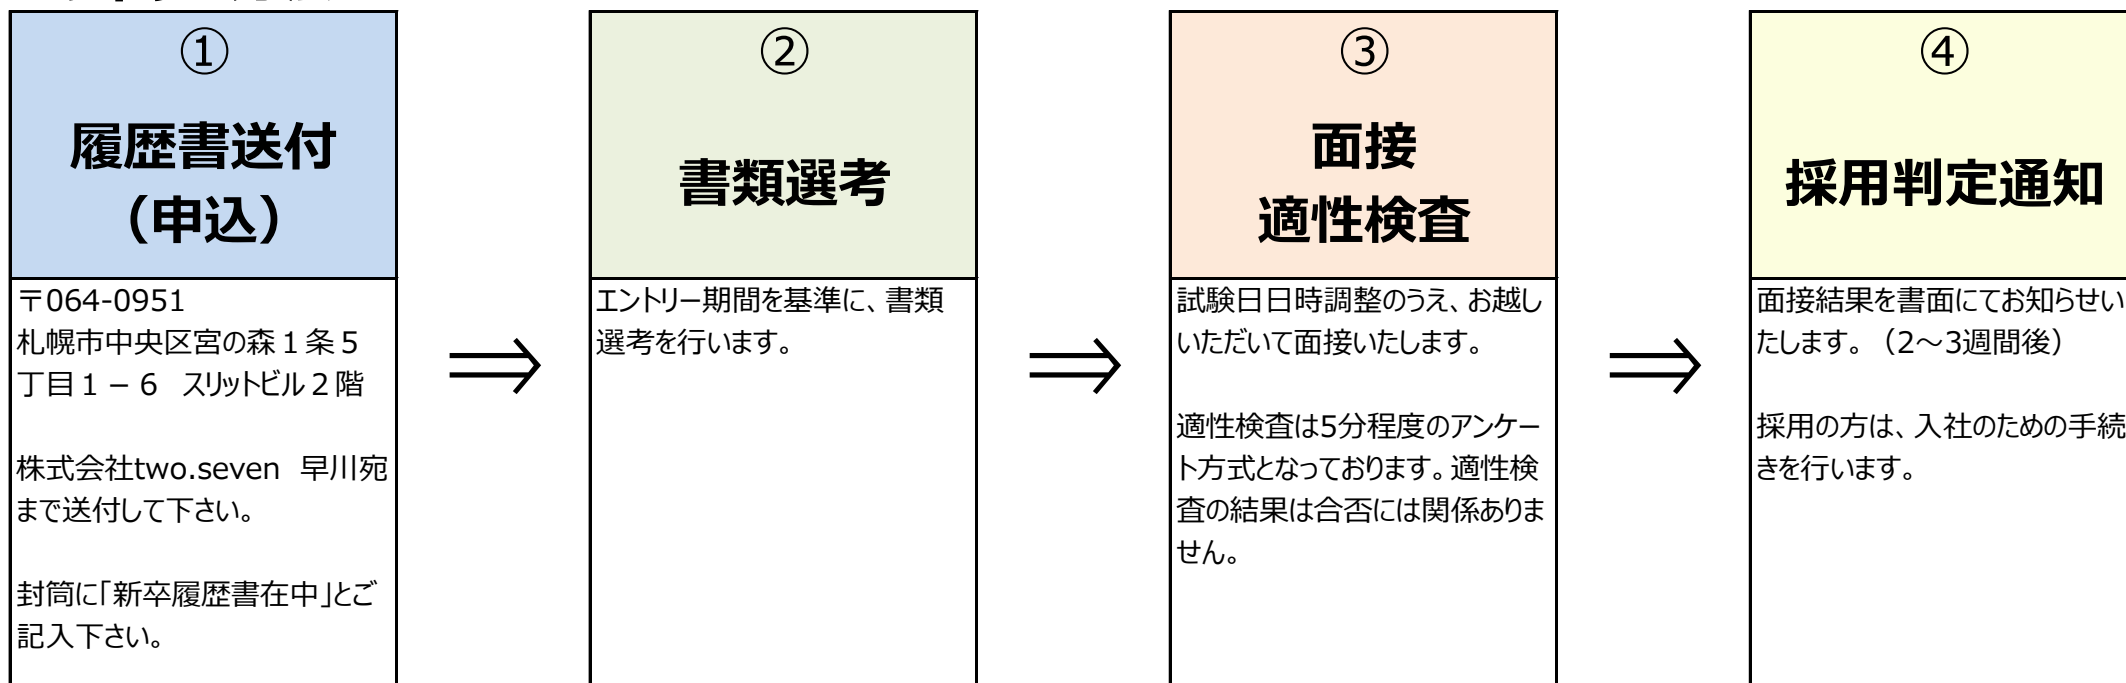 ①
履歴書送付
（申込）
〒064-0951
札幌市中央区宮の森１条５
丁目１－６　スリットビル２階
株式会社two.seven　早川宛
まで送付して下さい。
封筒に「新卒履歴書在中」とご
記入下さい。
⇒
②
書類選考
エントリー期間を基準に、書類
選考を行います。
⇒
③
面接
適性検査
試験日日時調整のうえ、お越し
いただいて面接いたします。
適性検査は5分程度のアンケー
ト方式となっております。適性検
査の結果は合否には関係ありま
せん。
⇒
④
採用判定通知
面接結果を書面にてお知らせい
たします。（2～3週間後）
採用の方は、入社のための手続
きを行います。